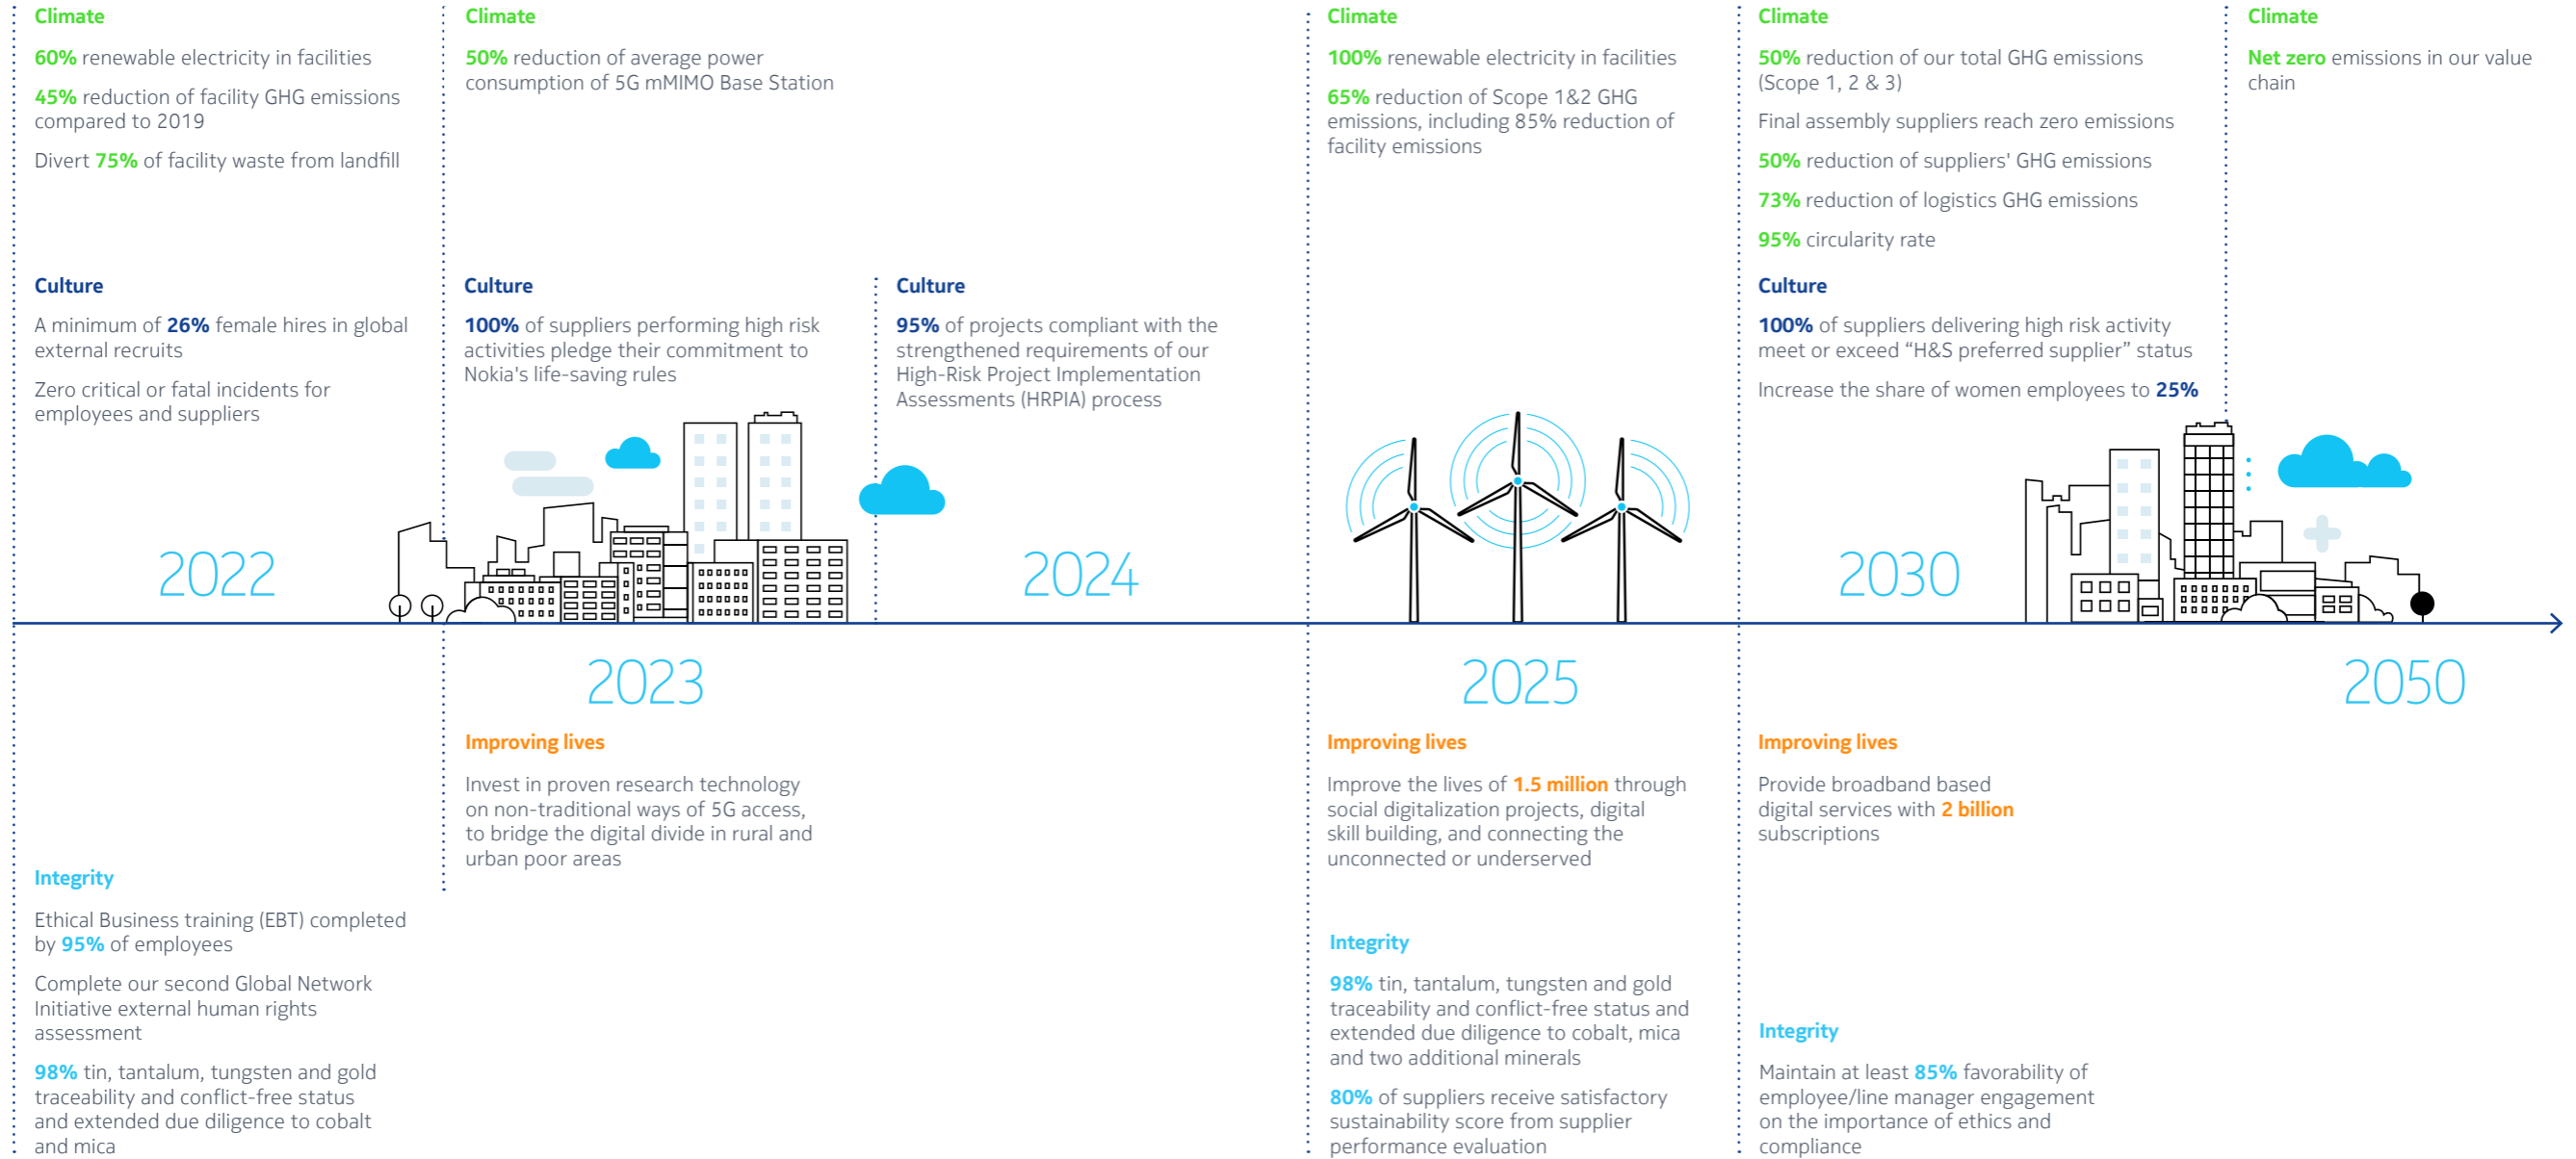 Climate
60% renewable electricity in facilities
45% reduction of facility GHG emissions
compared to 2019
Divert 75% of facility waste from landfill
Culture
A minimum of 26% female hires in global
external recruits
Zero critical or fatal incidents for
employees and suppliers
2022
Integrity
Ethical Business training (EBT) completed
by 95% of employees
Complete our second Global Network
Initiative external human rights
assessment
98% tin, tantalum, tungsten and gold
traceability and conflict-free status
and extended due diligence to cobalt
and mica
Climate
50% reduction of average power
consumption of 5G mMIMO Base Station
Culture
100% of suppliers performing high risk
activities pledge their commitment to
Nokia's life-saving rules
2023
Improving lives
Invest in proven research technology
on non-traditional ways of 5G access,
to bridge the digital divide in rural and
urban poor areas
Culture
95% of projects compliant with the
strengthened requirements of our
High-Risk Project Implementation
Assessments (HRPIA) process
2024
Climate
100% renewable electricity in facilities
65% reduction of Scope 1&2 GHG
emissions, including 85% reduction of
facility emissions
2025
Improving lives
Improve the lives of 1.5 million through
social digitalization projects, digital
skill building, and connecting the
unconnected or underserved
Integrity
98% tin, tantalum, tungsten and gold
traceability and conflict-free status and
extended due diligence to cobalt, mica
and two additional minerals
80% of suppliers receive satisfactory
sustainability score from supplier
performance evaluation
Climate
50% reduction of our total GHG emissions
(Scope 1, 2 & 3)
Final assembly suppliers reach zero emissions
50% reduction of suppliers' GHG emissions
73% reduction of logistics GHG emissions
95% circularity rate
Culture
100% of suppliers delivering high risk activity
meet or exceed “H&S preferred supplier” status
Increase the share of women employees to 25%
2030
Improving lives
Provide broadband based
digital services with 2 billion
subscriptions
Integrity
Maintain at least 85% favorability of
employee/line manager engagement
on the importance of ethics and
compliance
Climate
Net zero emissions in our value
chain
2050